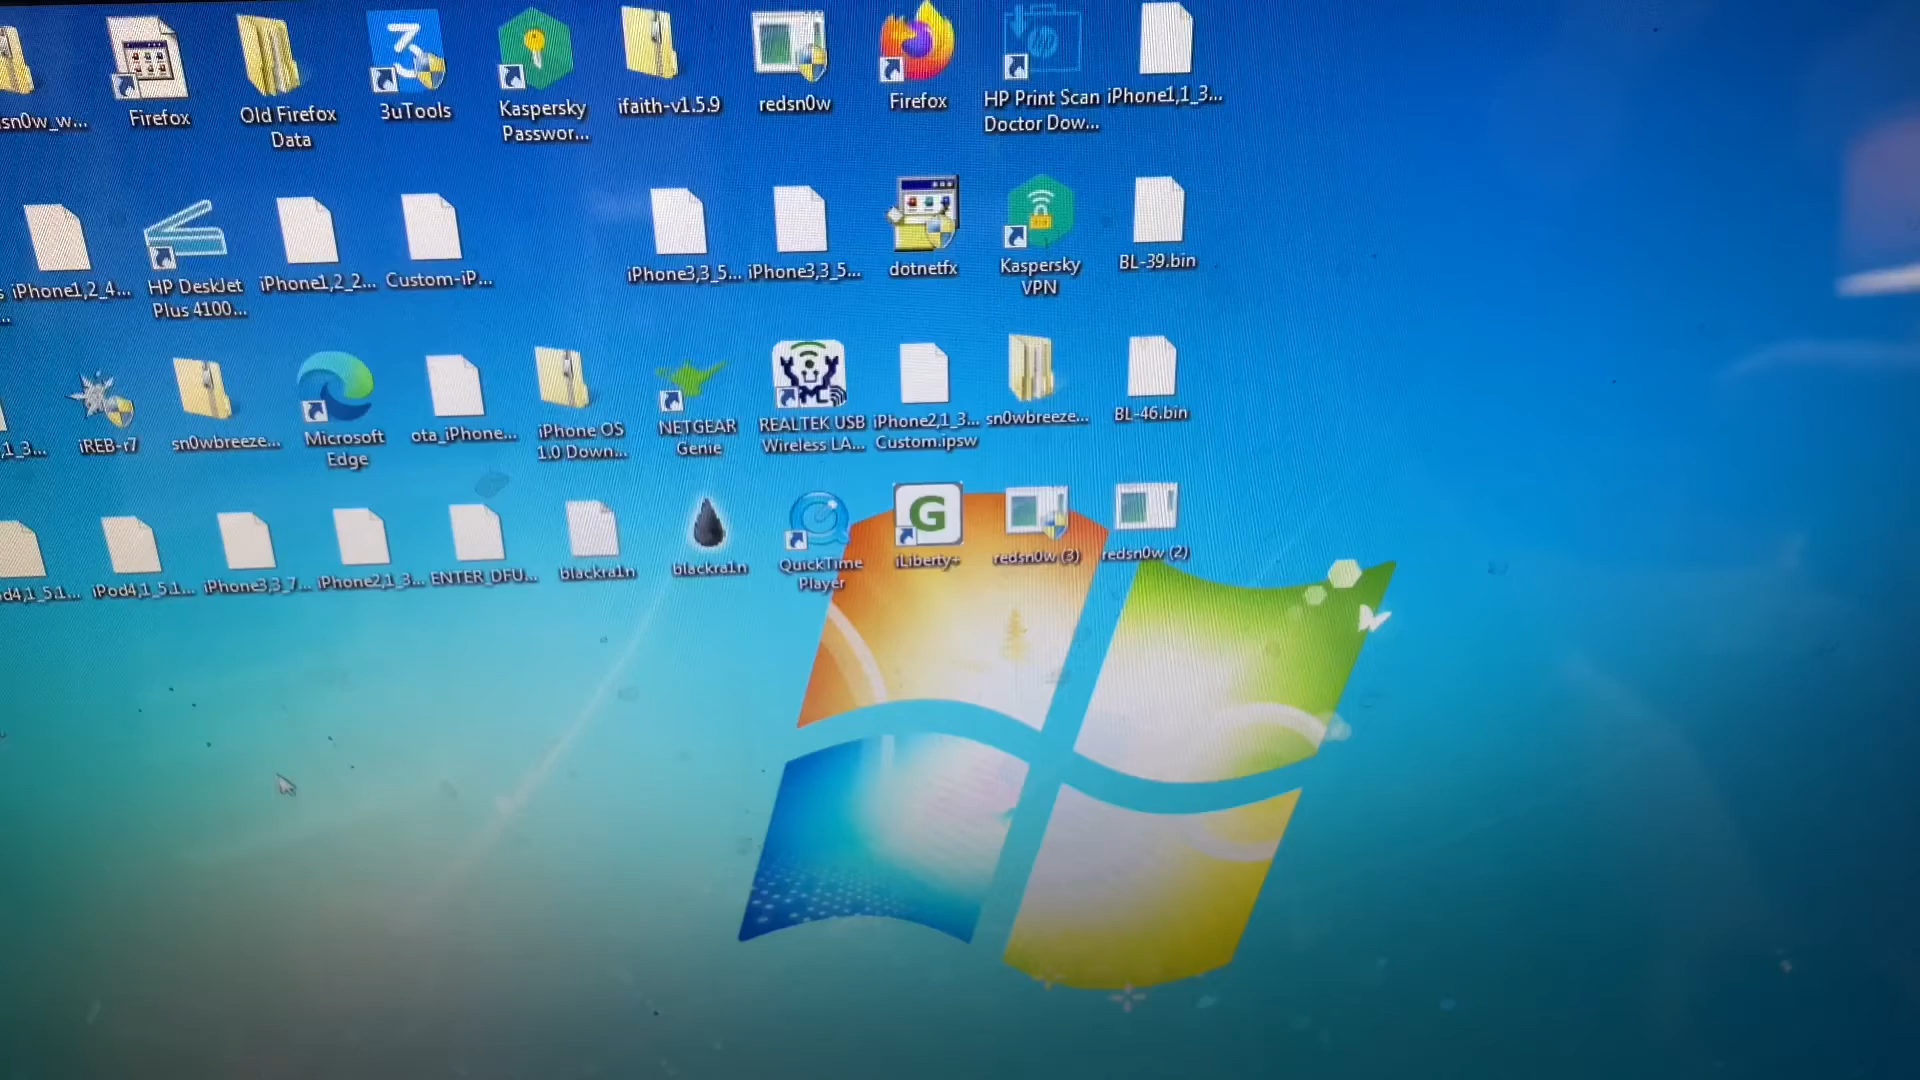 sn0w_w...
Firefox
Old Firefox
Data
3uTools
Kaspersky
Passwor...
ifaith-v1.5.9
redsn0w
Firefox
HP Print Scan
Doctor Dow...
iPhone1,1_3...
iPhone1,2_4...
HP DeskJet
Plus 4100...
iPhone1,2_2...
Custom-iP...
iPhone3,3_5...
iPhone3,3_5...
dotnetfx
Kaspersky
VPN
BL-39.bin
,1_3...
iREB-r7
sn0wbreeze...
Microsoft
Edge
ota_iPhone...
iPhone OS
1.0 Down...
NETGEAR
Genie
REALTEK USB
Wireless LA...
iPhone2,1_3...
Custom.ipsw
sn0wbreeze...
BL-46.bin
d4,1_5.1...
iPod4,1_5.1...
iPhone3,3_7...
iPhone2,1_3...
ENTER_DFU...
blackra1n
blackra1n
QuickTime
Player
G
iLiberty+
redsn0w (3)
redsn0w (2)